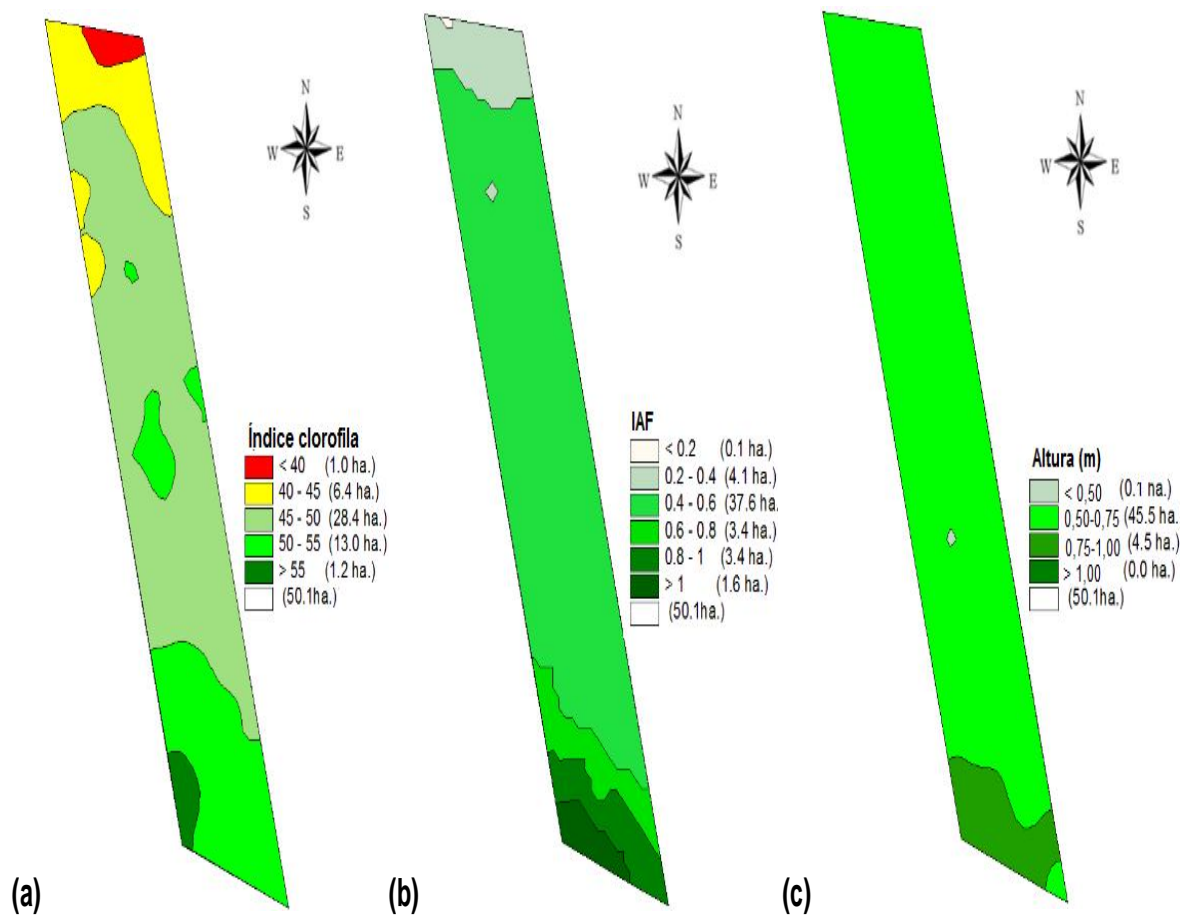 N
W E
S
Índice clorofila
< 40 (1.0 ha.)
40 - 45 (6.4 ha.)
45 - 50 (28.4 ha.)
50 - 55 (13.0 ha.)
> 55 (1.2 ha.)
(50.1ha.)
(a)
N
W E
S
IAF
< 0.2 (0.1 ha.)
0.2 - 0.4 (4.1 ha.)
0.4 - 0.6 (37.6 ha.
0.6 - 0.8 (3.4 ha.)
0.8 - 1 (3.4 ha.)
> 1 (1.6 ha.)
(50.1ha.)
(b)
N
W E
S
Altura (m)
< 0,50 (0.1 ha.)
0,50-0,75 (45.5 ha.
0,75-1,00 (4.5 ha.)
> 1,00 (0.0 ha.)
(50.1ha.)
(c)